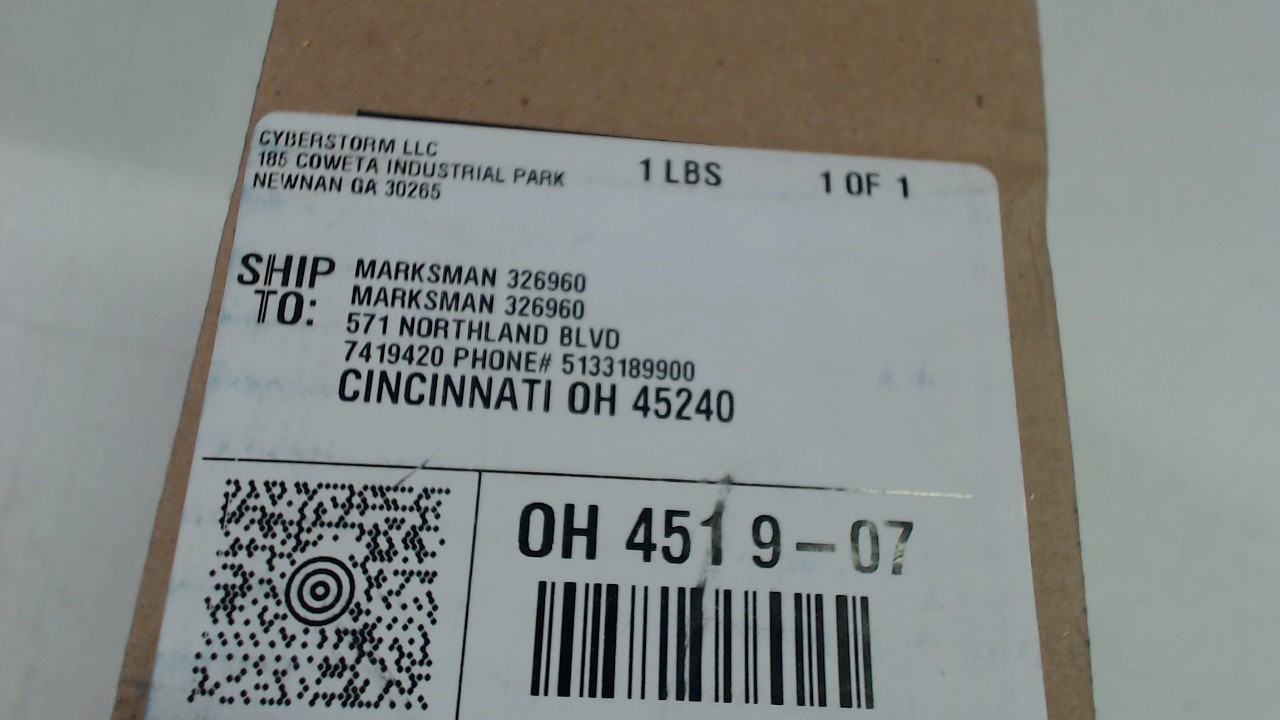 CYBERSTORM LLC
185 COWETA INDUSTRIAL PARK
NEWNAN GA 30265
1 LBS
1 OF 1
SHIP TO:
MARKSMAN 326960
MARKSMAN 326960
571 NORTHLAND BLVD
7419420 PHONE# 5133189900
CINCINNATI OH 45240
OH 451 9-07